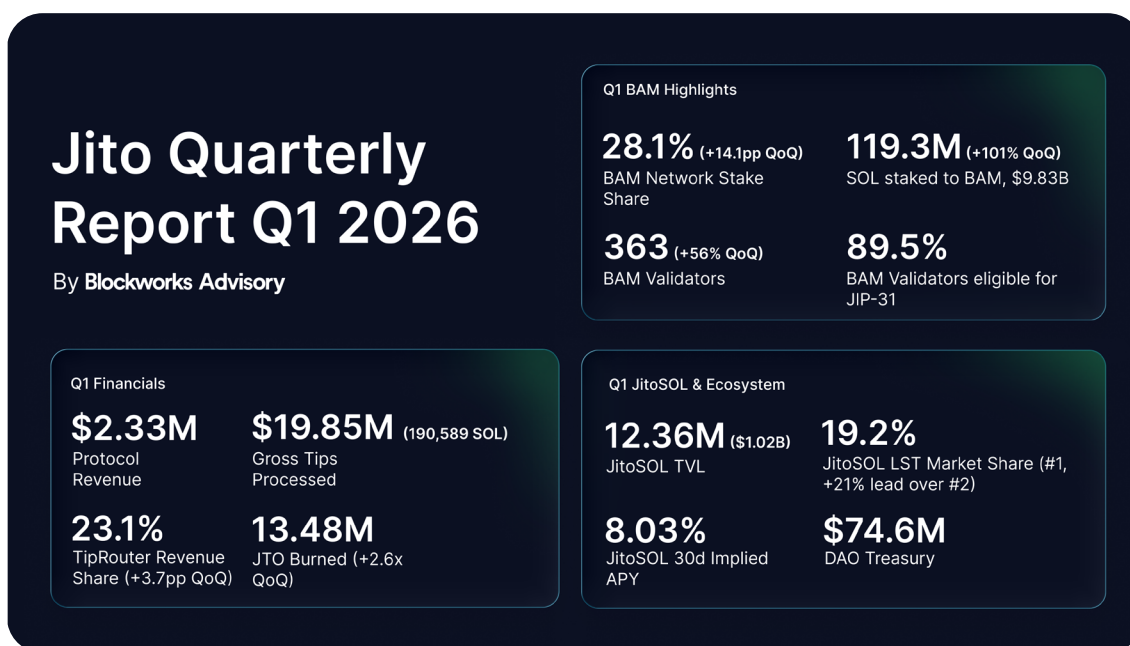 Jito Quarterly
Report Q1 2026
By Blockworks Advisory
Q1 BAM Highlights
28.1% (+14.1pp QoQ)
BAM Network Stake
Share
119.3M (+101% QoQ)
SOL staked to BAM, $9.83B
363 (+56% QoQ)
BAM Validators
89.5%
BAM Validators eligible for
JIP-31
Q1 Financials
$2.33M
Protocol
Revenue
$19.85M (190,589 SOL)
Gross Tips
Processed
23.1%
TipRouter Revenue
Share (+3.7pp QoQ)
13.48M
JTO Burned (+2.6x
QoQ)
Q1 JitoSOL & Ecosystem
12.36M ($1.02B)
JitoSOL TVL
19.2%
JitoSOL LST Market Share (#1,
+21% lead over #2)
8.03%
JitoSOL 30d Implied
APY
$74.6M
DAO Treasury